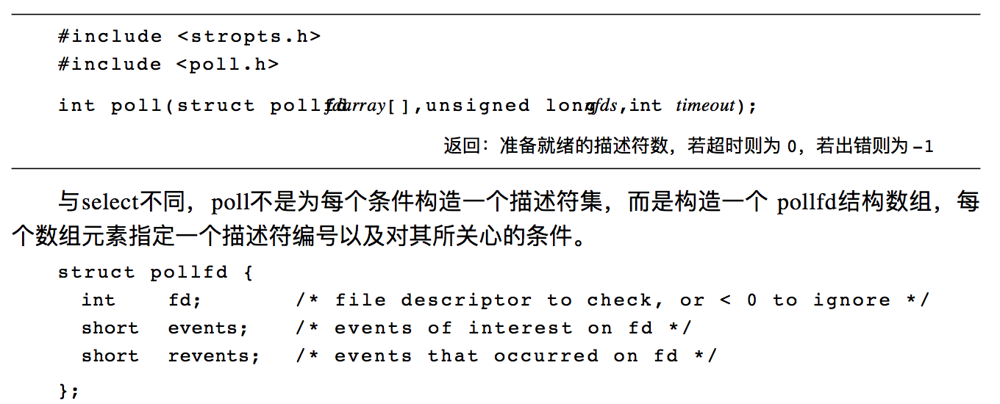 #include <stropts.h>
#include <poll.h>
int poll(struct pollfd fdarray[],unsigned long nfds,int timeout);
返回：准备就绪的描述符数，若超时则为 0，若出错则为 –1
与select不同，poll不是为每个条件构造一个描述符集，而是构造一个 pollfd结构数组，每
个数组元素指定一个描述符编号以及对其所关心的条件。
struct pollfd {
int fd; /* file descriptor to check, or < 0 to ignore */
short events; /* events of interest on fd */
short revents; /* events that occurred on fd */
};